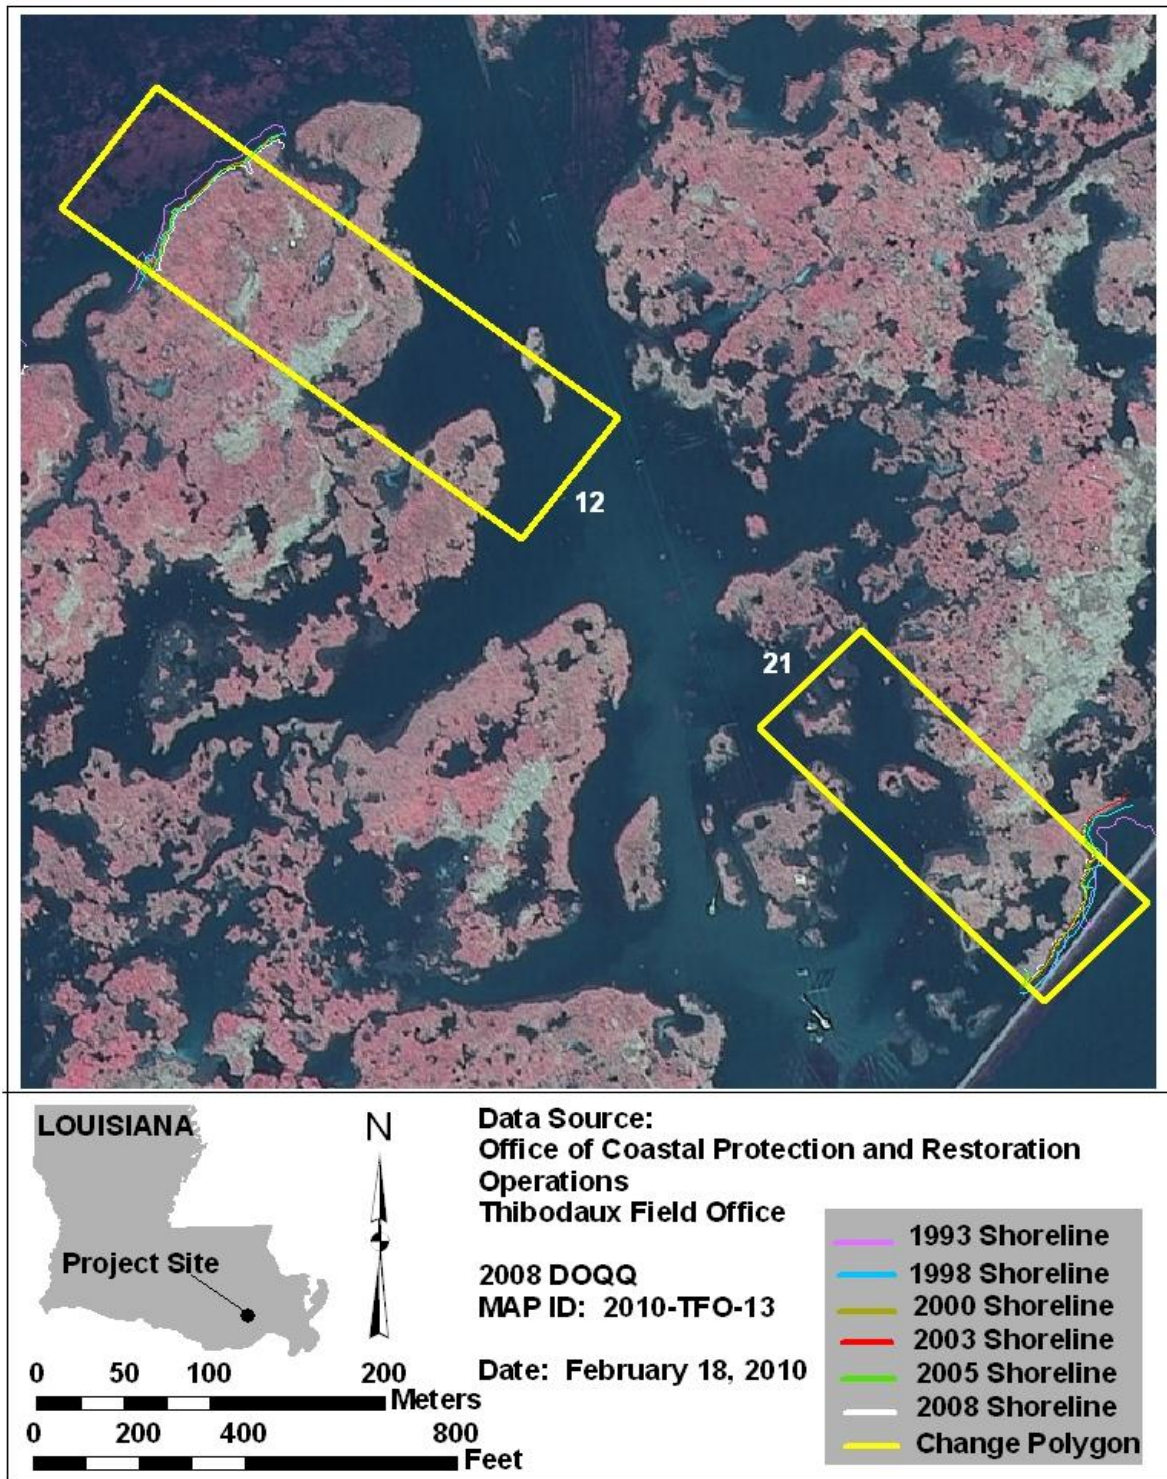 12
21
LOUISIANA
Project Site
N
Data Source:
Office of Coastal Protection and Restoration
Operations
Thibodaux Field Office
2008 DOQQ
MAP ID: 2010-TFO-13
Date: February 18, 2010
0 50 100 200
Meters
0 200 400 800
Feet
1993 Shoreline
1998 Shoreline
2000 Shoreline
2003 Shoreline
2005 Shoreline
2008 Shoreline
Change Polygon